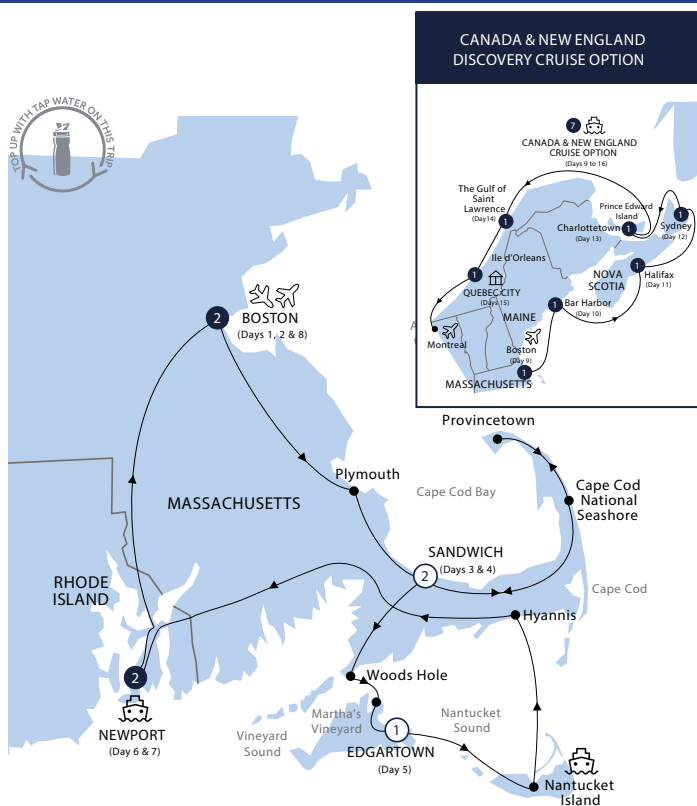 CANADA & NEW ENGLAND
DISCOVERY CRUISE OPTION
TOP UP WITH TAP WATER ON THIS TRIP
7
CANADA & NEW ENGLAND
CRUISE OPTION
(Days 9 to 16)
The Gulf of
Saint
Lawrence
(Day14)
1
Prince Edward
Island
Charlottetown
1
(Day 13)
1
Sydney
(Day 12)
Ile d'Orleans
1
QUEBEC CITY
(Days 15)
NOVA
SCOTIA
1
Halifax
(Day 11)
1
Bar Harbor
(Day 10)
MAINE
Montreal
Boston
(Day 9)
1
MASSACHUSETTS
2
BOSTON
(Days 1, 2 & 8)
Provincetown
Plymouth
Cape Cod Bay
Cape Cod
National
Seashore
MASSACHUSETTS
SANDWICH
2
(Days 3 & 4)
RHODE
ISLAND
Cape Cod
Hyannis
2
Woods Hole
NEWPORT
(Day 6 & 7)
Martha's
Vineyard
Nantucket
Sound
Vineyard
Sound
1
EDGARTOWN
(Day 5)
Nantucket
Island